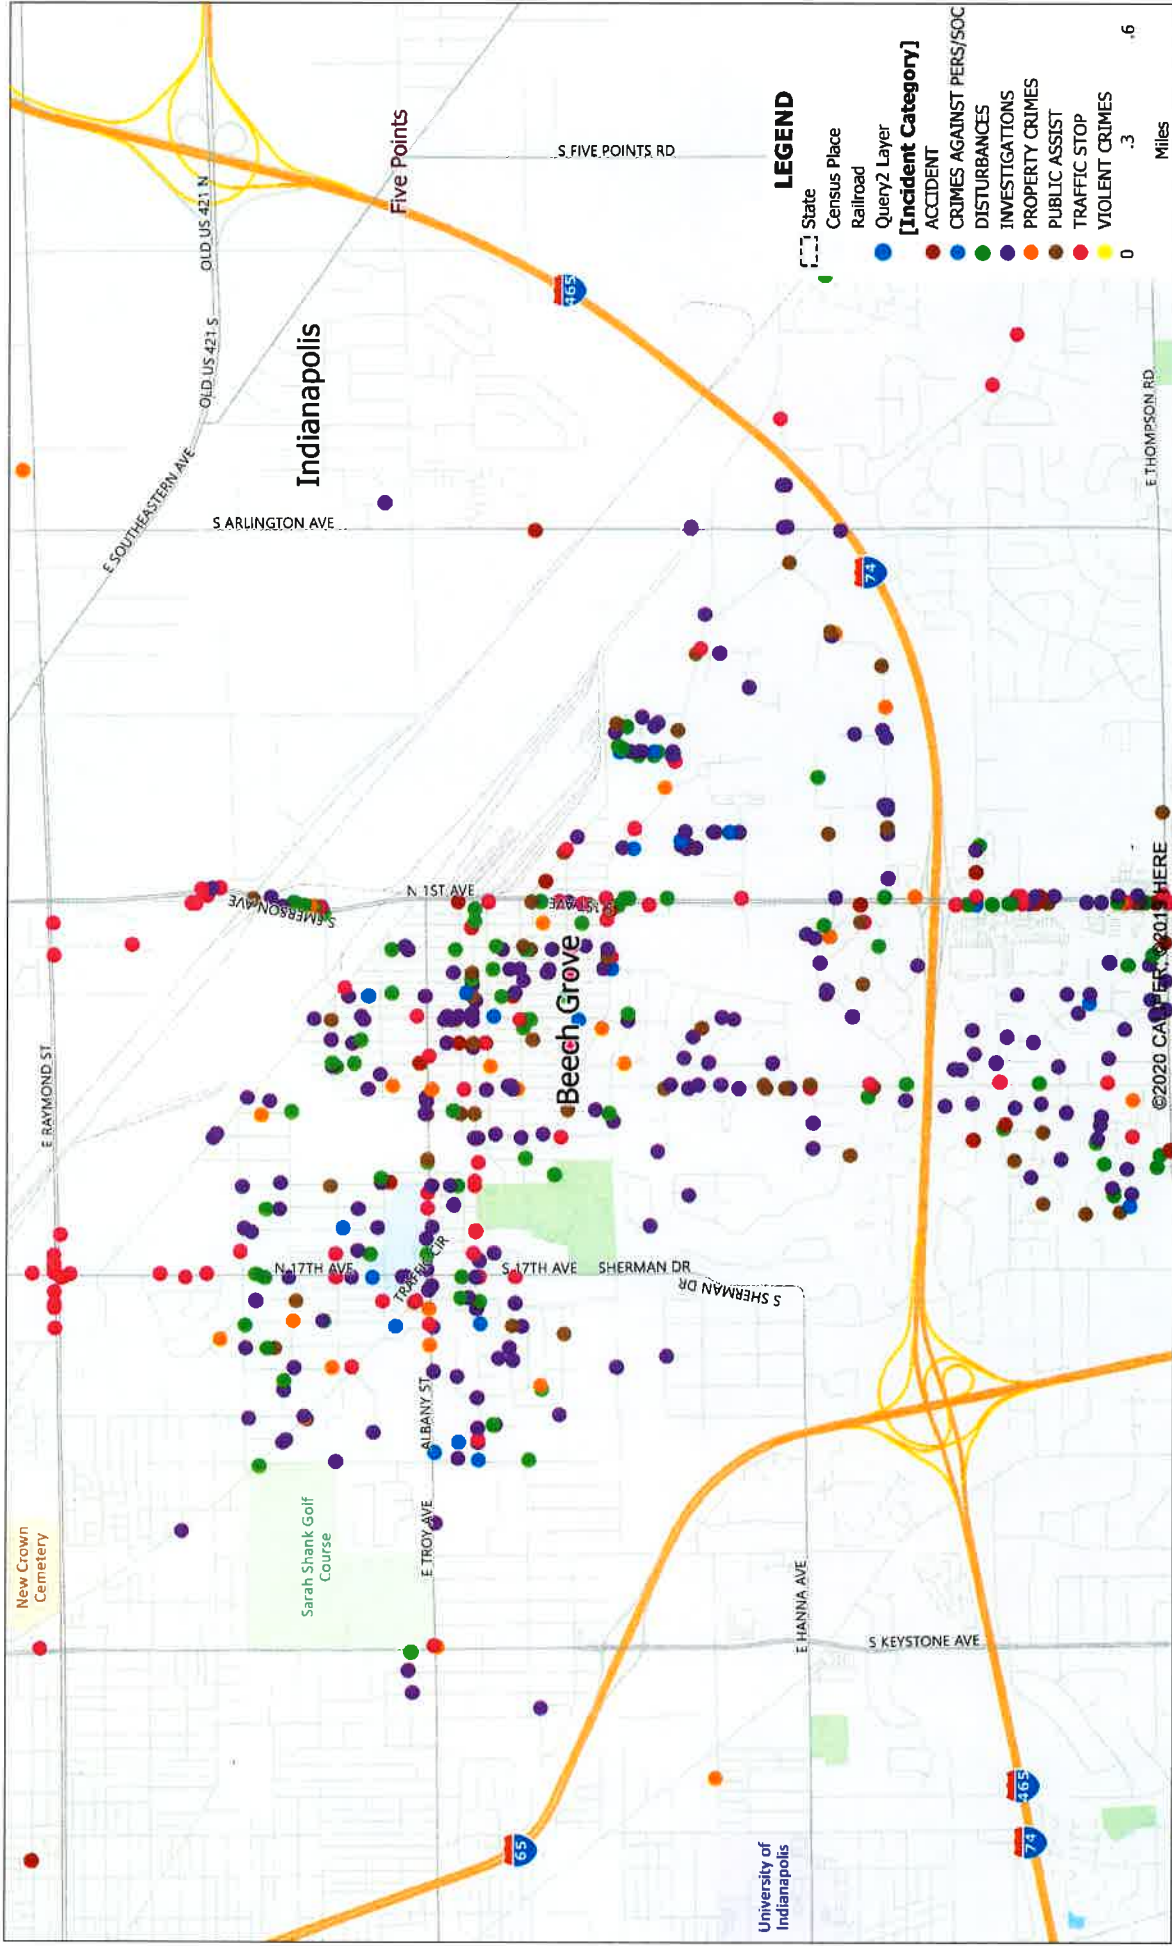 New Crown
Cemetery
E RAYMOND ST
E SOUTHEASTERN AVE
OLD US 421 S
OLD US 421 N
Sarah Shank Golf
Course
N 17TH AVE
S EMERSON AVE
S ARLINGTON AVE
Indianapolis
Five Points
E TROY AVE
ALBANY ST
TRAFFIC CIR
N 1ST AVE
65
S 17TH AVE
SHERMAN DR
Beech Grove
S 1ST AVE
465
S FIVE POINTS RD
S SHERMAN DR
University of
Indianapolis
E HANNA AVE
S KEYSTONE AVE
74
74
465
E THOMPSON RD
LEGEND
State
Census Place
Railroad
Query2 Layer
[Incident Category]
ACCIDENT
CRIMES AGAINST PERS/SOC
DISTURBANCES
INVESTIGATIONS
PROPERTY CRIMES
PUBLIC ASSIST
TRAFFIC STOP
VIOLENT CRIMES
0 .3 .6
Miles
©2020 CALIPER; ©2019 HERE